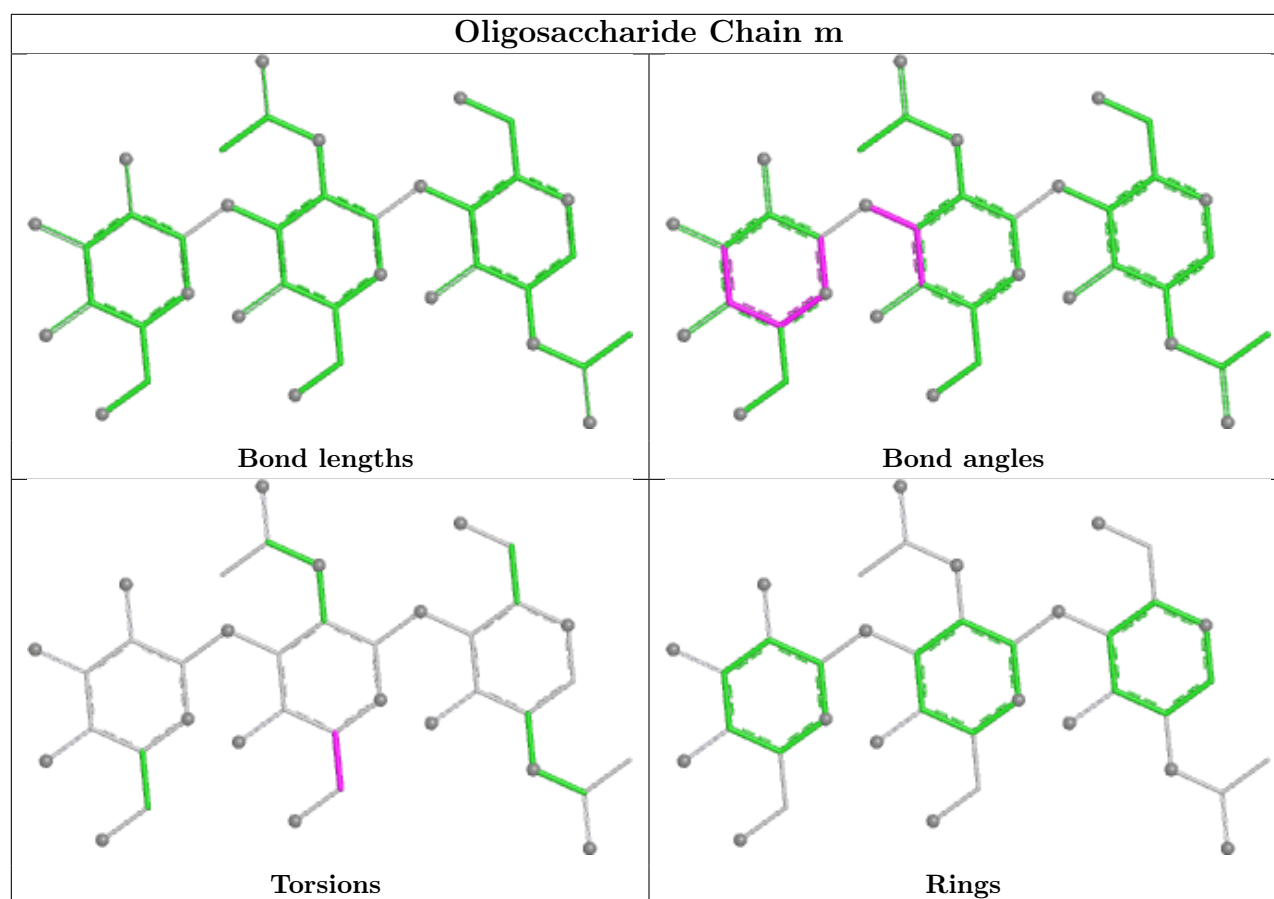 Oligosaccharide Chain m
Bond lengths
Bond angles
Torsions
Rings